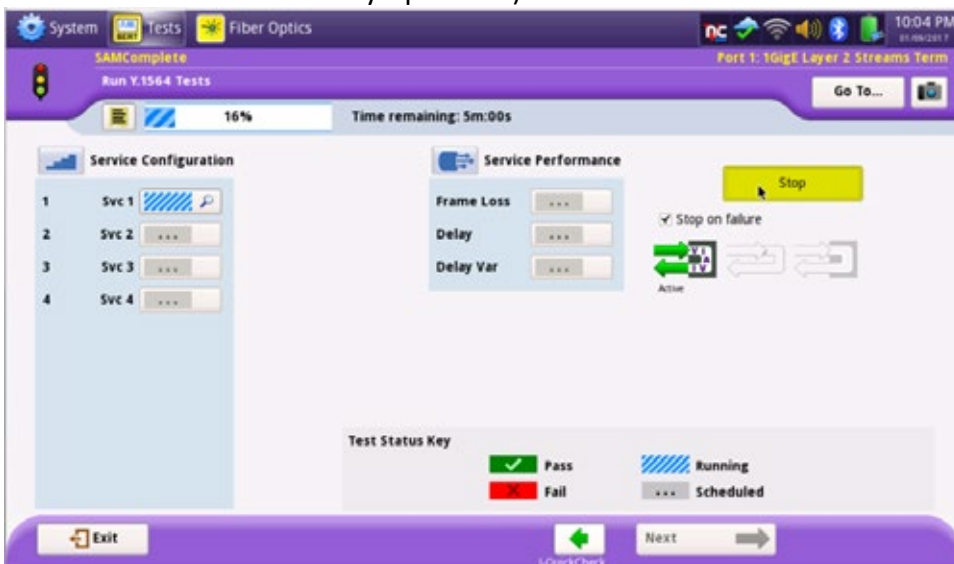 System Tests Fiber Optics 10:04 PM
SAMComplete Port 1: 1GigE Layer 2 Streams Term
Run Y.1564 Tests
Go To...
16% Time remaining: 5m:00s
Service Configuration Service Performance
Stop
1 Svc 1 Frame Loss ...
Stop on failure
2 Svc 2 ... Delay ...
3 Svc 3 ... Delay Var ...
Active
4 Svc 4 ...
Test Status Key
Pass Running
Fail ... Scheduled
Exit Next
J-QuickCheck